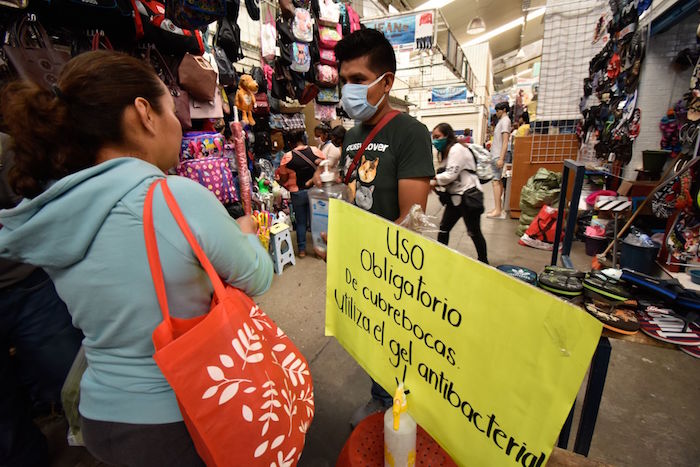 USO
Obligatorio
De cubrebocas.
Utiliza el gel antibacterial